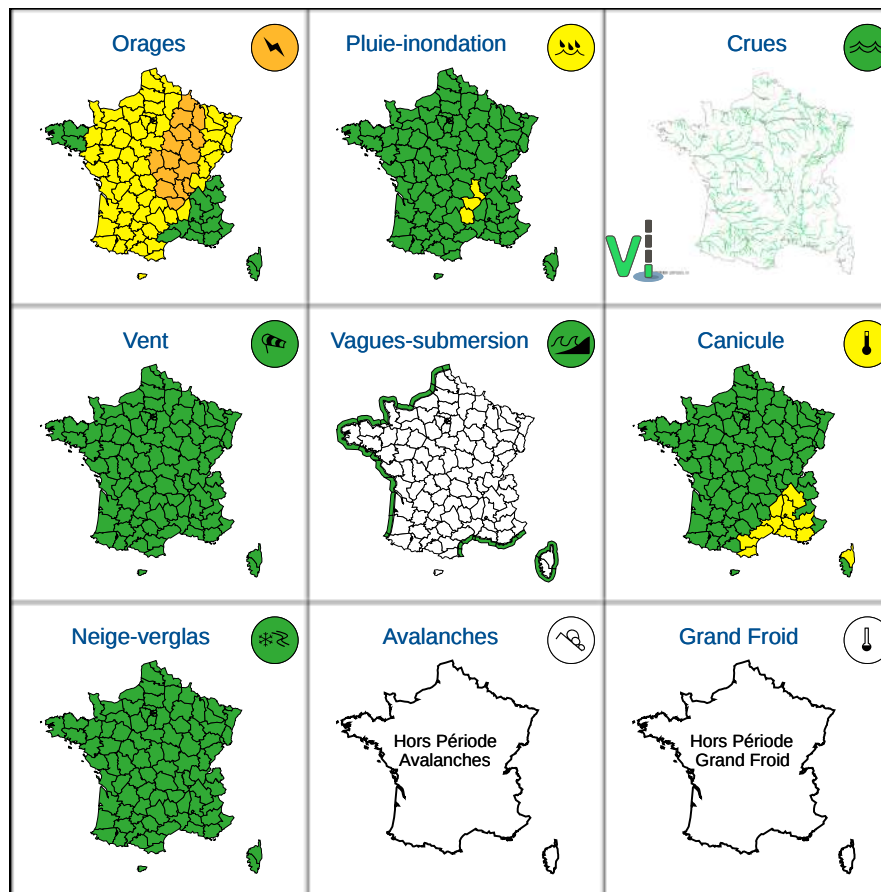 Orages
Pluie-inondation
Crues
Vent
Vagues-submersion
Canicule
Neige-verglas
Avalanches
Hors Période
Avalanches
Grand Froid
Hors Période
Grand Froid